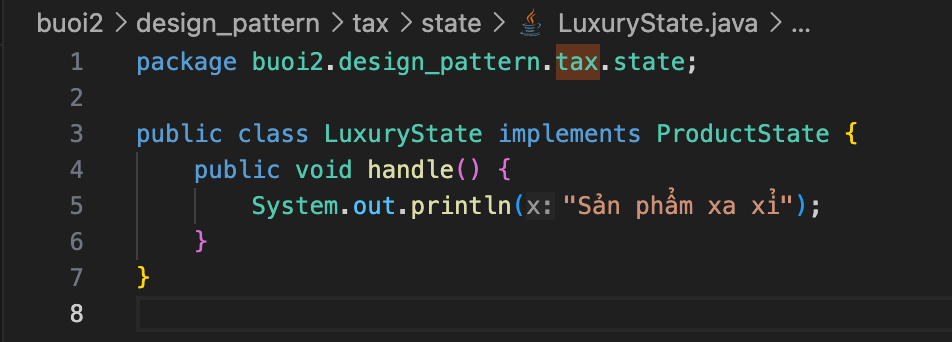 buoi2 > design_pattern > tax > state > LuxuryState.java > ...
1 package buoi2.design_pattern.tax.state;
2
3 public class LuxuryState implements ProductState {
4 public void handle() {
5 System.out.println(x: "Sản phẩm xa xỉ");
6 }
7 }
8